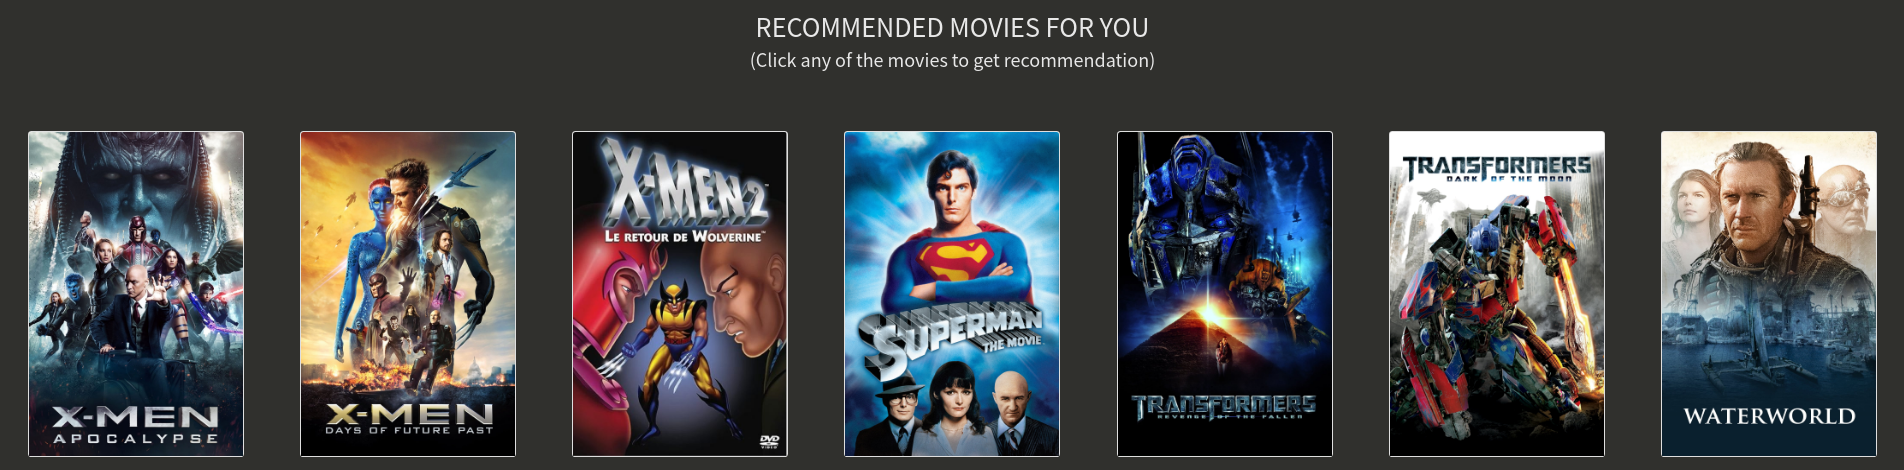 RECOMMENDED MOVIES FOR YOU
(Click any of the movies to get recommendation)
X-MEN
APOCALYPSE
X-MEN
DAYS OF FUTURE PAST
X-MEN 2
LE RETOUR DE WOLVERINE™
DVD
VIDEO
SUPERMAN
THE MOVIE
TRANSFORMERS
REVENGE OF THE FALLEN
TRANSFORMERS
DARK OF THE MOON
WATERWORLD